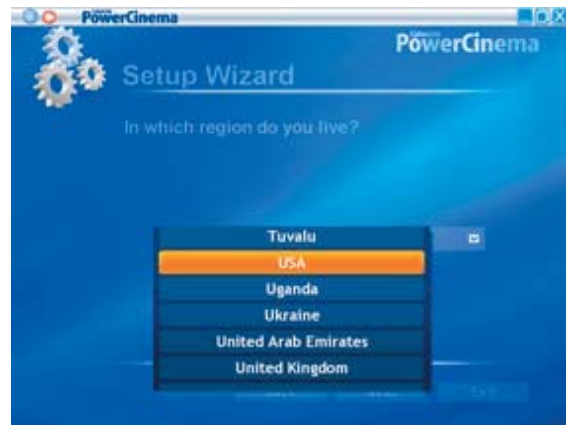 PowerCinema
PowerCinema
Setup Wizard
In which region do you live?
Tuvalu
USA
Uganda
Ukraine
United Arab Emirates
United Kingdom
Exit